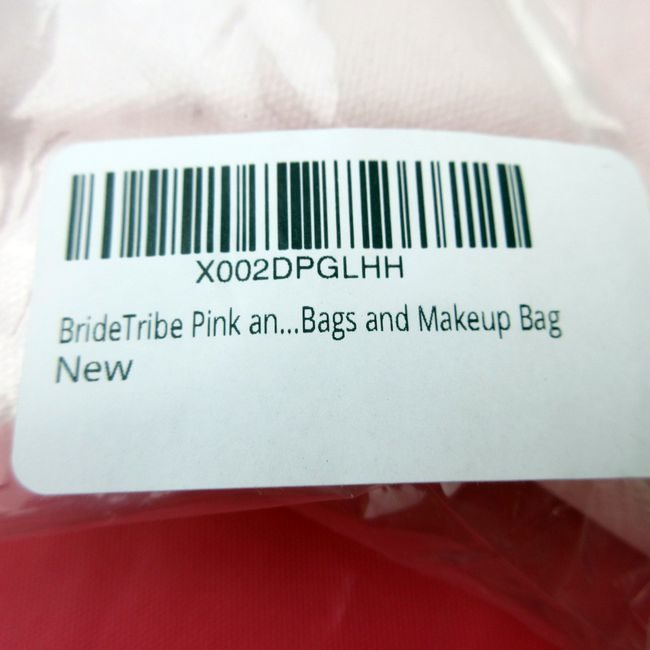 X002DPGLHH
BrideTribe Pink an...Bags and Makeup Bag
New